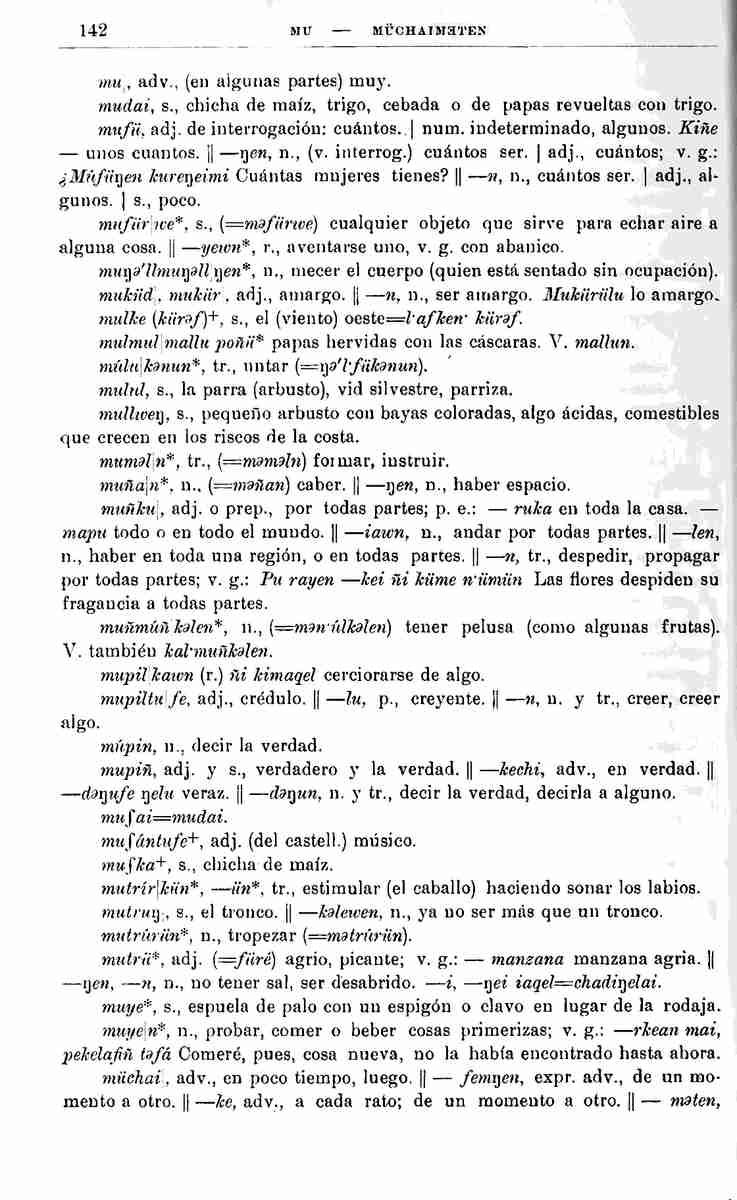 142 MU — MÜCHAIMƏTEN
mu|, adv., (en algunas partes) muy.
mudai, s., chicha de maíz, trigo, cebada o de papas revueltas con trigo.
mufü, adj. de interrogación: cuántos. | num. indeterminado, algunos. Kiñe
— unos cuantos. || —ŋen, n., (v. interrog.) cuántos ser. | adj., cuántos; v. g.:
¿Mufüŋen kureŋeimi Cuántas mujeres tienes? || —n, n., cuántos ser. | adj., al-
gunos. | s., poco.
mufür|we*, s., (=məfürwe) cualquier objeto que sirve para echar aire a
alguna cosa. || —yewn*, r., aventarse uno, v. g. con abanico.
muŋə'llmuŋəll|ŋen*, n., mecer el cuerpo (quien está sentado sin ocupación).
muküd|, mukür|, adj., amargo. || —n, n., ser amargo. Mukürülu lo amargo.
mulke (kürəf)+, s., el (viento) oeste=l·afken· kürəf.
mulmul|mallu poñü* papas hervidas con las cáscaras. V. mallun.
múlu|kənun*, tr., untar (=ŋə'l·fükənun).
mulul, s., la parra (arbusto), vid silvestre, parriza.
mullweŋ, s., pequeño arbusto con bayas coloradas, algo ácidas, comestibles
que crecen en los riscos de la costa.
muməl|n*, tr., (=məməln) formar, instruir.
muña|n*, n., (=məñan) caber. || —ŋen, n., haber espacio.
muñku|, adj. o prep., por todas partes; p. e.: — ruka en toda la casa. —
mapu todo o en todo el mundo. || —iawn, n., andar por todas partes. || —len,
n., haber en toda una región, o en todas partes. || —n, tr., despedir, propagar
por todas partes; v. g.: Pu rayen —kei ñi küme n·ümün Las flores despiden su
fragancia a todas partes.
muñmúñ|kəlen*, n., (=mən·úlkəlen) tener pelusa (como algunas frutas).
V. también kal·muñkəlen.
mupil|kawn (r.) ñi kimaqel cerciorarse de algo.
mupiltu|fe, adj., crédulo. || —lu, p., creyente. || —n, n. y tr., creer, creer
algo.
múpin, n., decir la verdad.
mupiñ, adj. y s., verdadero y la verdad. || —kechi, adv., en verdad. ||
—dəŋufe ŋelu veraz. || —dəŋun, n. y tr., decir la verdad, decirla a alguno.
muʃai=mudai.
muʃántufe+, adj. (del castell.) músico.
muʃka+, s., chicha de maíz.
mutrír|kün*, —ün*, tr., estimular (el caballo) haciendo sonar los labios.
mutruŋ|, s., el tronco. || —kəlewen, n., ya no ser más que un tronco.
mutrúrün*, n., tropezar (=mətrúrün).
mutrü*, adj. (=füré) agrio, picante; v. g.: — manzana manzana agria. ||
—ŋen, —n, n., no tener sal, ser desabrido. —i, —ŋei iaqel=chadiŋelai.
muye*, s., espuela de palo con un espigón o clavo en lugar de la rodaja.
muye|n*, n., probar, comer o beber cosas primerizas; v. g.: —rkean mai,
pekelafiñ təfá Comeré, pues, cosa nueva, no la había encontrado hasta ahora.
müchai|, adv., en poco tiempo, luego. || — femŋen, expr. adv., de un mo-
mento a otro. || —ke, adv., a cada rato; de un momento a otro. || — məten,